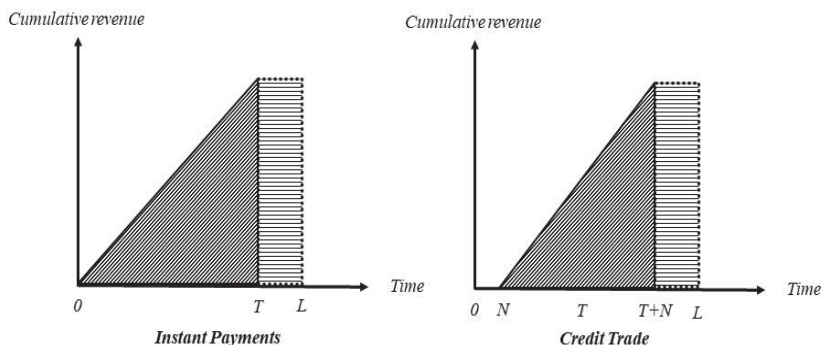 Cumulative revenue
Cumulative revenue
Time
Time
0 T L
0 N T T+N L
Instant Payments
Credit Trade